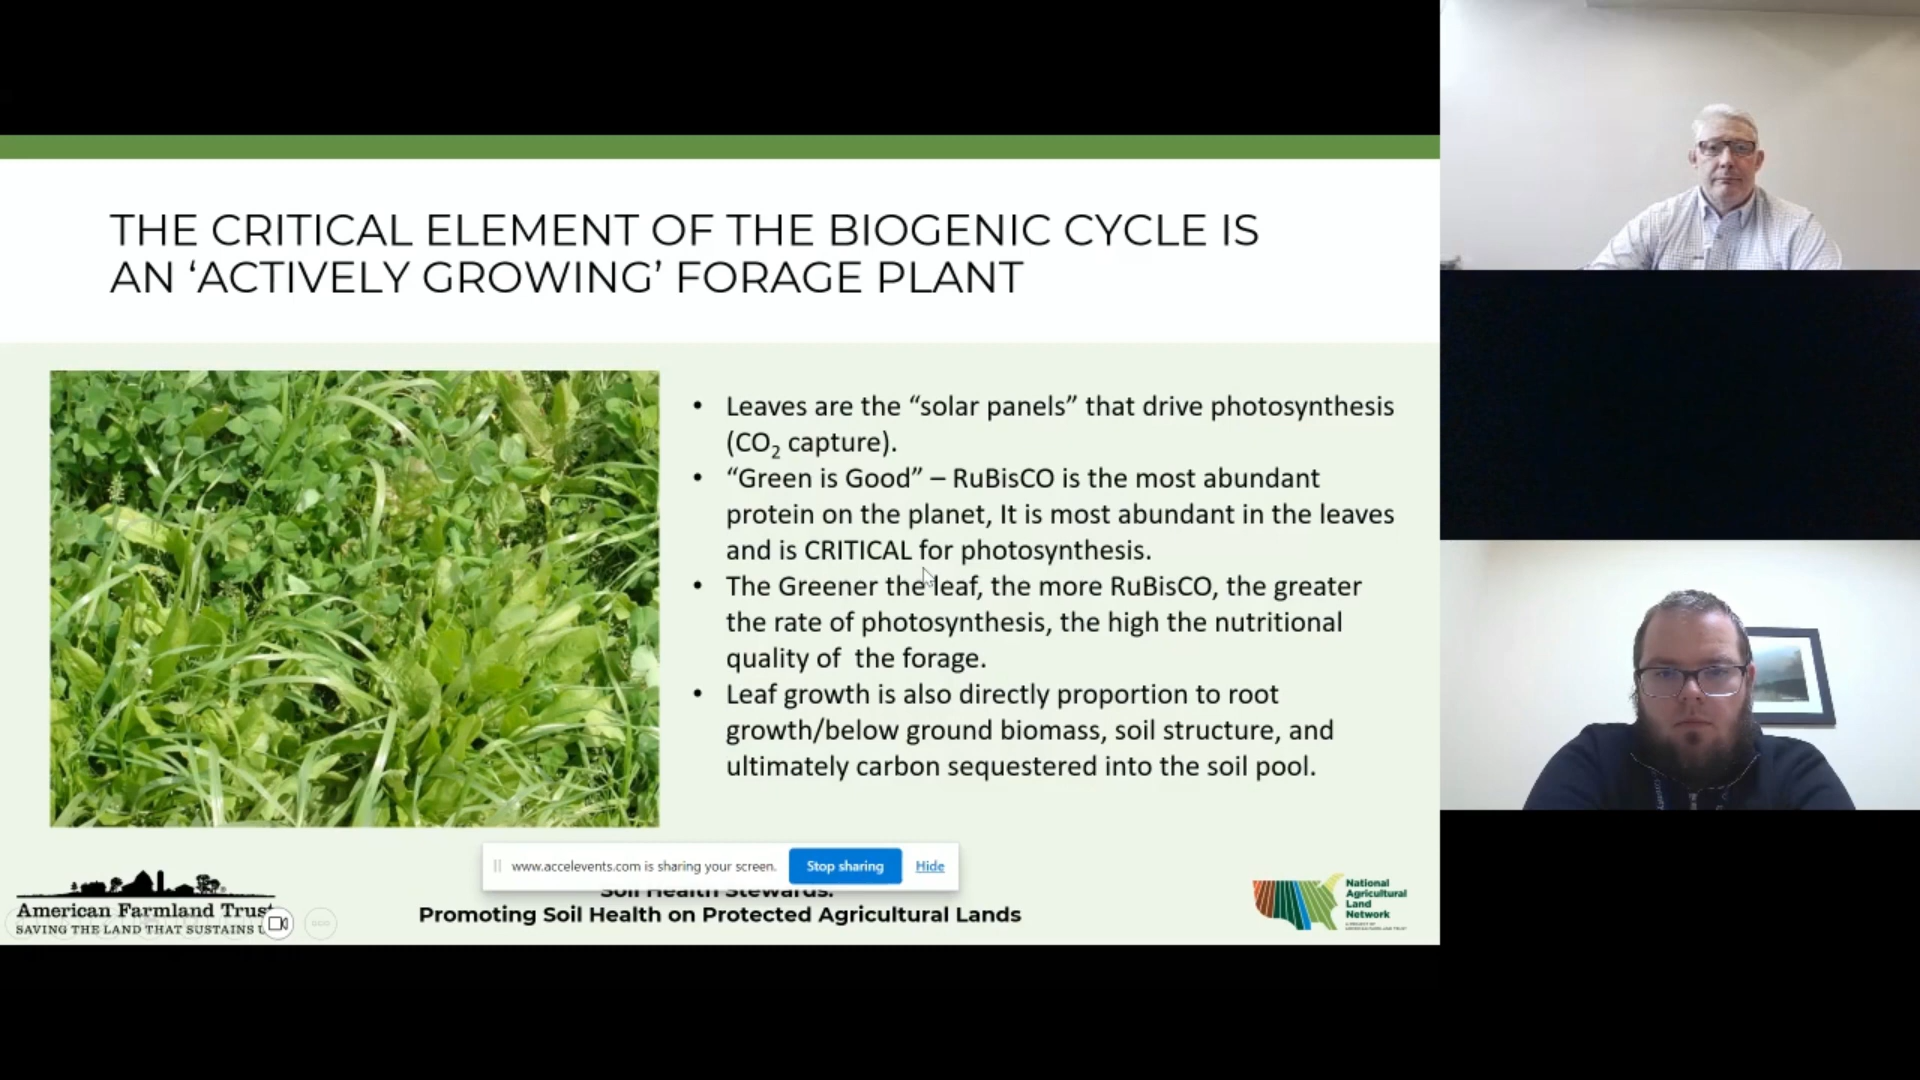 THE CRITICAL ELEMENT OF THE BIOGENIC CYCLE IS
AN ‘ACTIVELY GROWING’ FORAGE PLANT
• Leaves are the “solar panels” that drive photosynthesis
(CO₂ capture).
• “Green is Good” – RuBisCO is the most abundant
protein on the planet, It is most abundant in the leaves
and is CRITICAL for photosynthesis.
• The Greener the leaf, the more RuBisCO, the greater
the rate of photosynthesis, the high the nutritional
quality of the forage.
• Leaf growth is also directly proportion to root
growth/below ground biomass, soil structure, and
ultimately carbon sequestered into the soil pool.
www.accelevents.com is sharing your screen.
Stop sharing
Hide
American Farmland Trust
SAVING THE LAND THAT SUSTAINS
Soil Health Stewards:
Promoting Soil Health on Protected Agricultural Lands
National
Agricultural
Land
Network